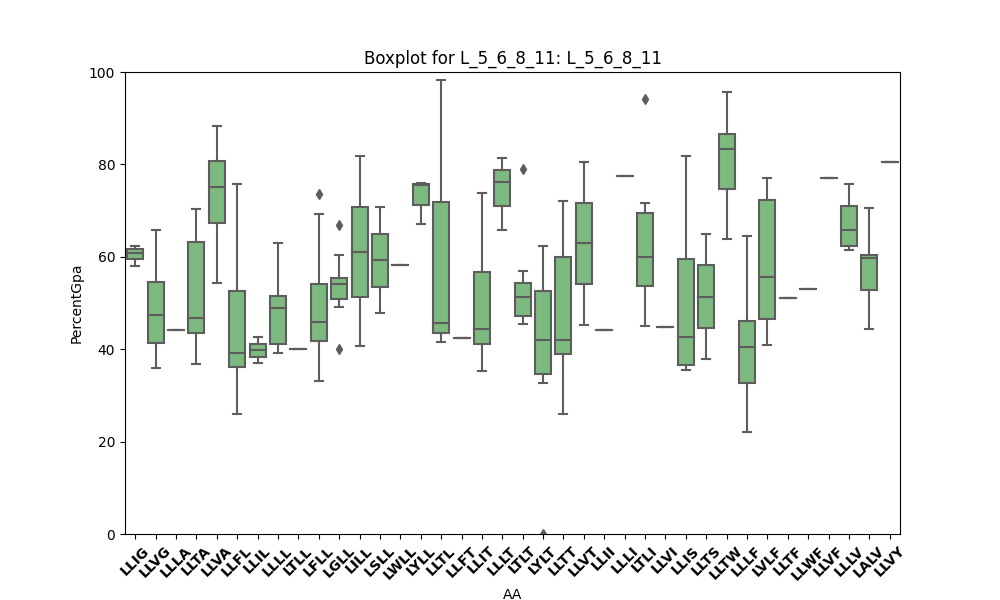 Boxplot for L_5_6_8_11: L_5_6_8_11
PercentGpa
100
80
60
40
20
0
LLIG LLVG LLLA LLTA LLVA LLFL LLIL LLLL LTLL LFLL LGLL LILL LSLL LWLL LYLL LLTL LLFT LLIT LLLT LTLT LYLT LLTT LLVT LLII LLLI LTLI LLVI LLIS LLTS LLTW LLLF LVLF LLTF LLWF LLVF LLLV LALV LLVY
AA